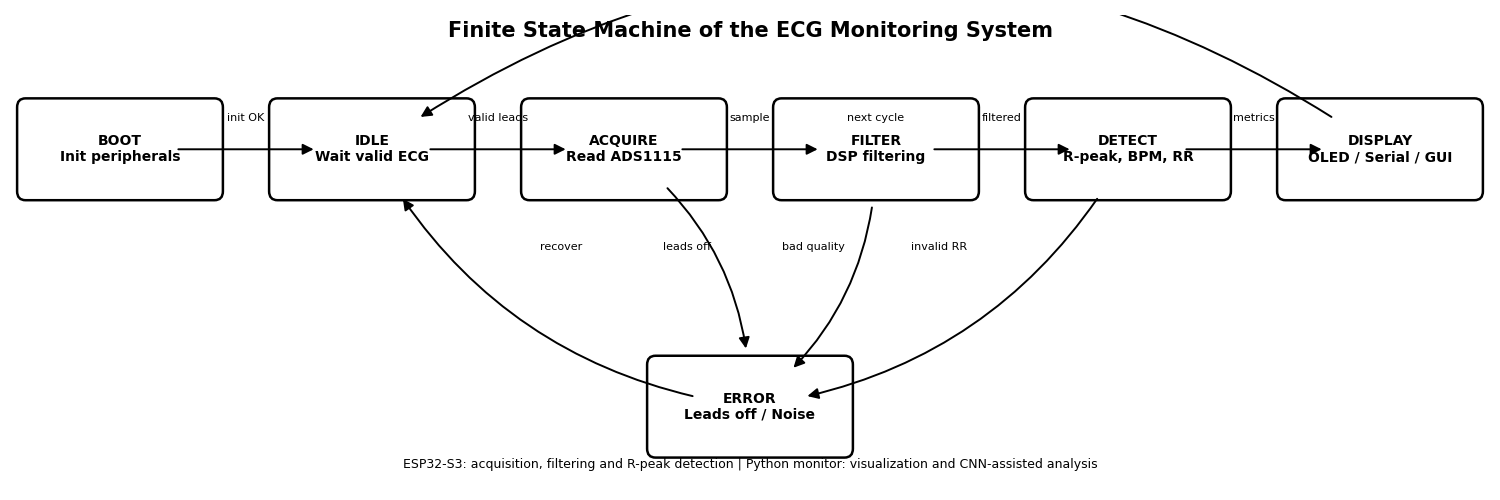 Finite State Machine of the ECG Monitoring System
BOOT
Init peripherals
init OK
IDLE
Wait valid ECG
valid leads
ACQUIRE
Read ADS1115
sample
next cycle
FILTER
DSP filtering
filtered
DETECT
R-peak, BPM, RR
metrics
DISPLAY
OLED / Serial / GUI
recover
leads off
bad quality
invalid RR
ERROR
Leads off / Noise
ESP32-S3: acquisition, filtering and R-peak detection | Python monitor: visualization and CNN-assisted analysis